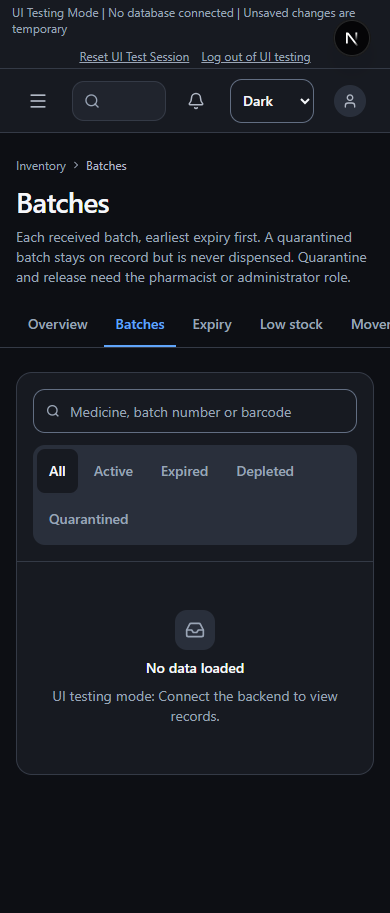 UI Testing Mode | No database connected | Unsaved changes are
temporary
N
Reset UI Test Session Log out of UI testing
Dark
Inventory > Batches
Batches
Each received batch, earliest expiry first. A quarantined
batch stays on record but is never dispensed. Quarantine
and release need the pharmacist or administrator role.
Overview Batches Expiry Low stock Mover
Medicine, batch number or barcode
All Active Expired Depleted
Quarantined
No data loaded
UI testing mode: Connect the backend to view
records.